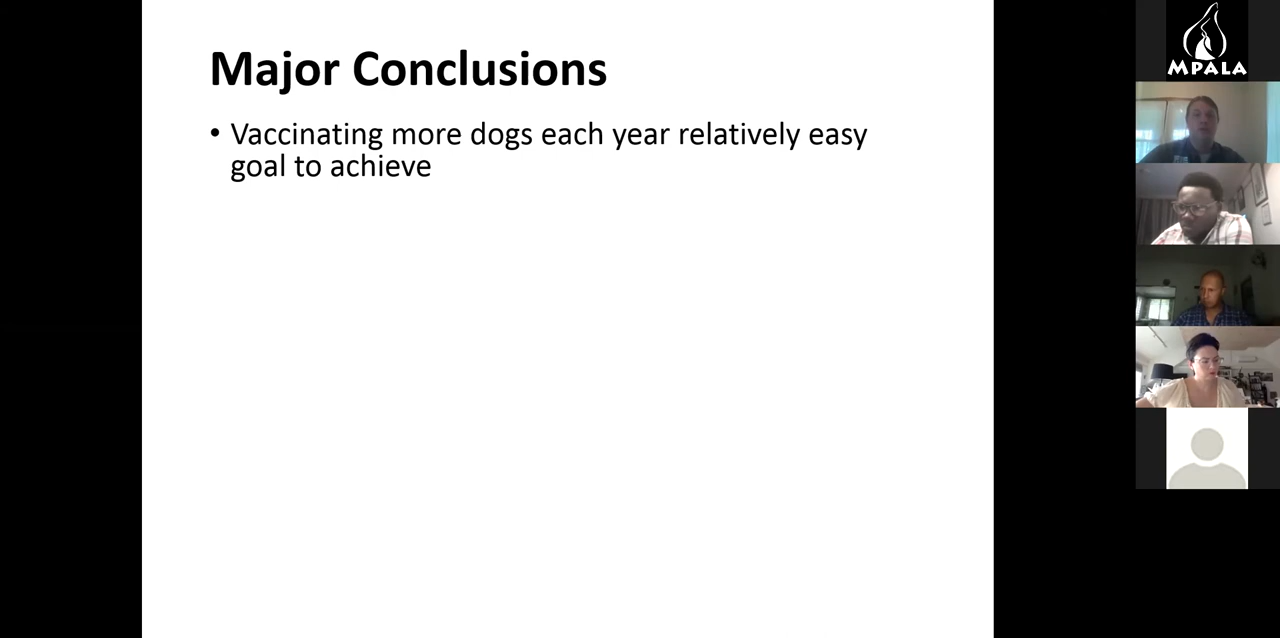 Major Conclusions
• Vaccinating more dogs each year relatively easy
goal to achieve
MPALA